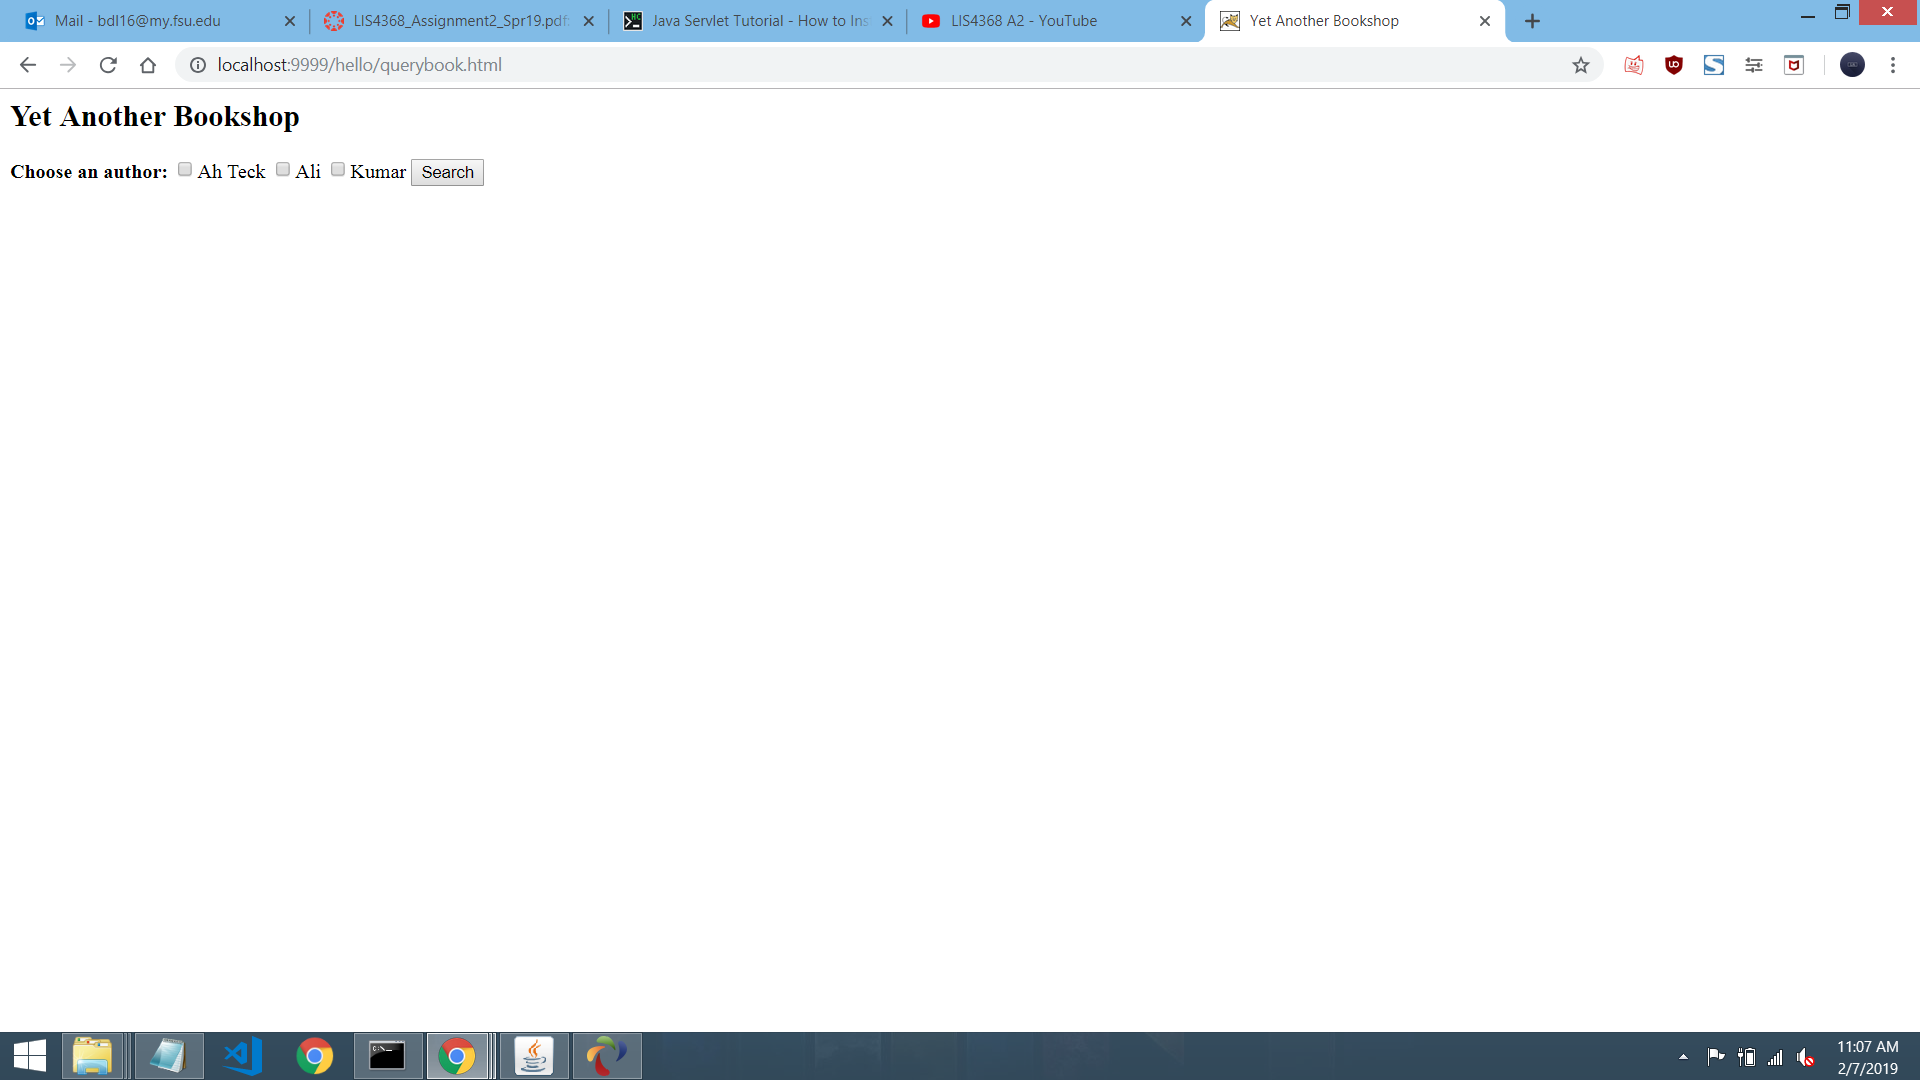 Mail - bdl16@my.fsu.edu
LIS4368_Assignment2_Spr19.pdf:
Java Servlet Tutorial - How to Ins
LIS4368 A2 - YouTube
Yet Another Bookshop
localhost:9999/hello/querybook.html
Yet Another Bookshop
Choose an author: Ah Teck Ali Kumar Search
11:07 AM
2/7/2019